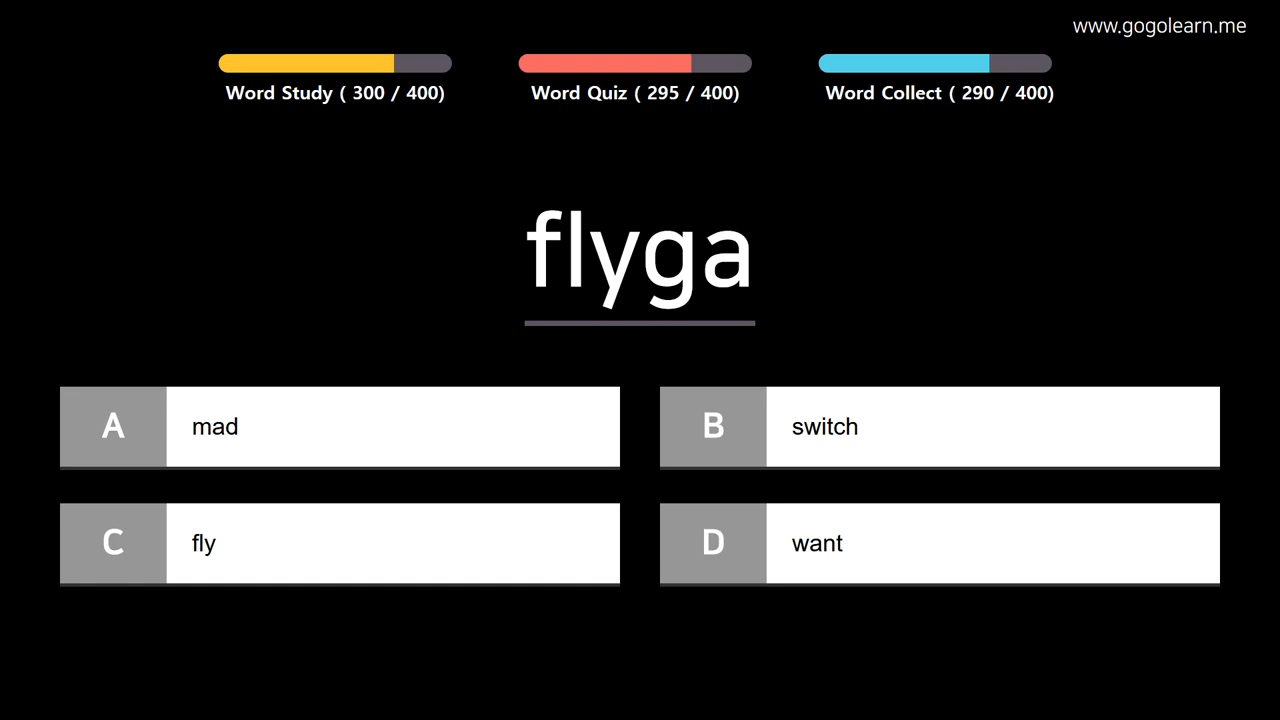 www.gogolearn.me
Word Study ( 300 / 400)
Word Quiz ( 295 / 400)
Word Collect ( 290 / 400)
flyga
A mad
B switch
C fly
D want